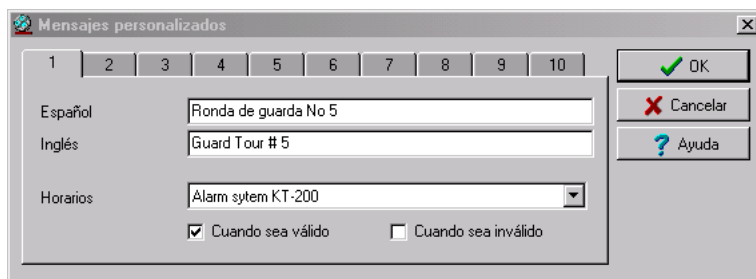 Mensajes personalizados
1 2 3 4 5 6 7 8 9 10
OK
Cancelar
Ayuda
Español Ronda de guarda No 5
Inglés Guard Tour # 5
Horarios Alarm sytem KT-200
Cuando sea válido Cuando sea inválido